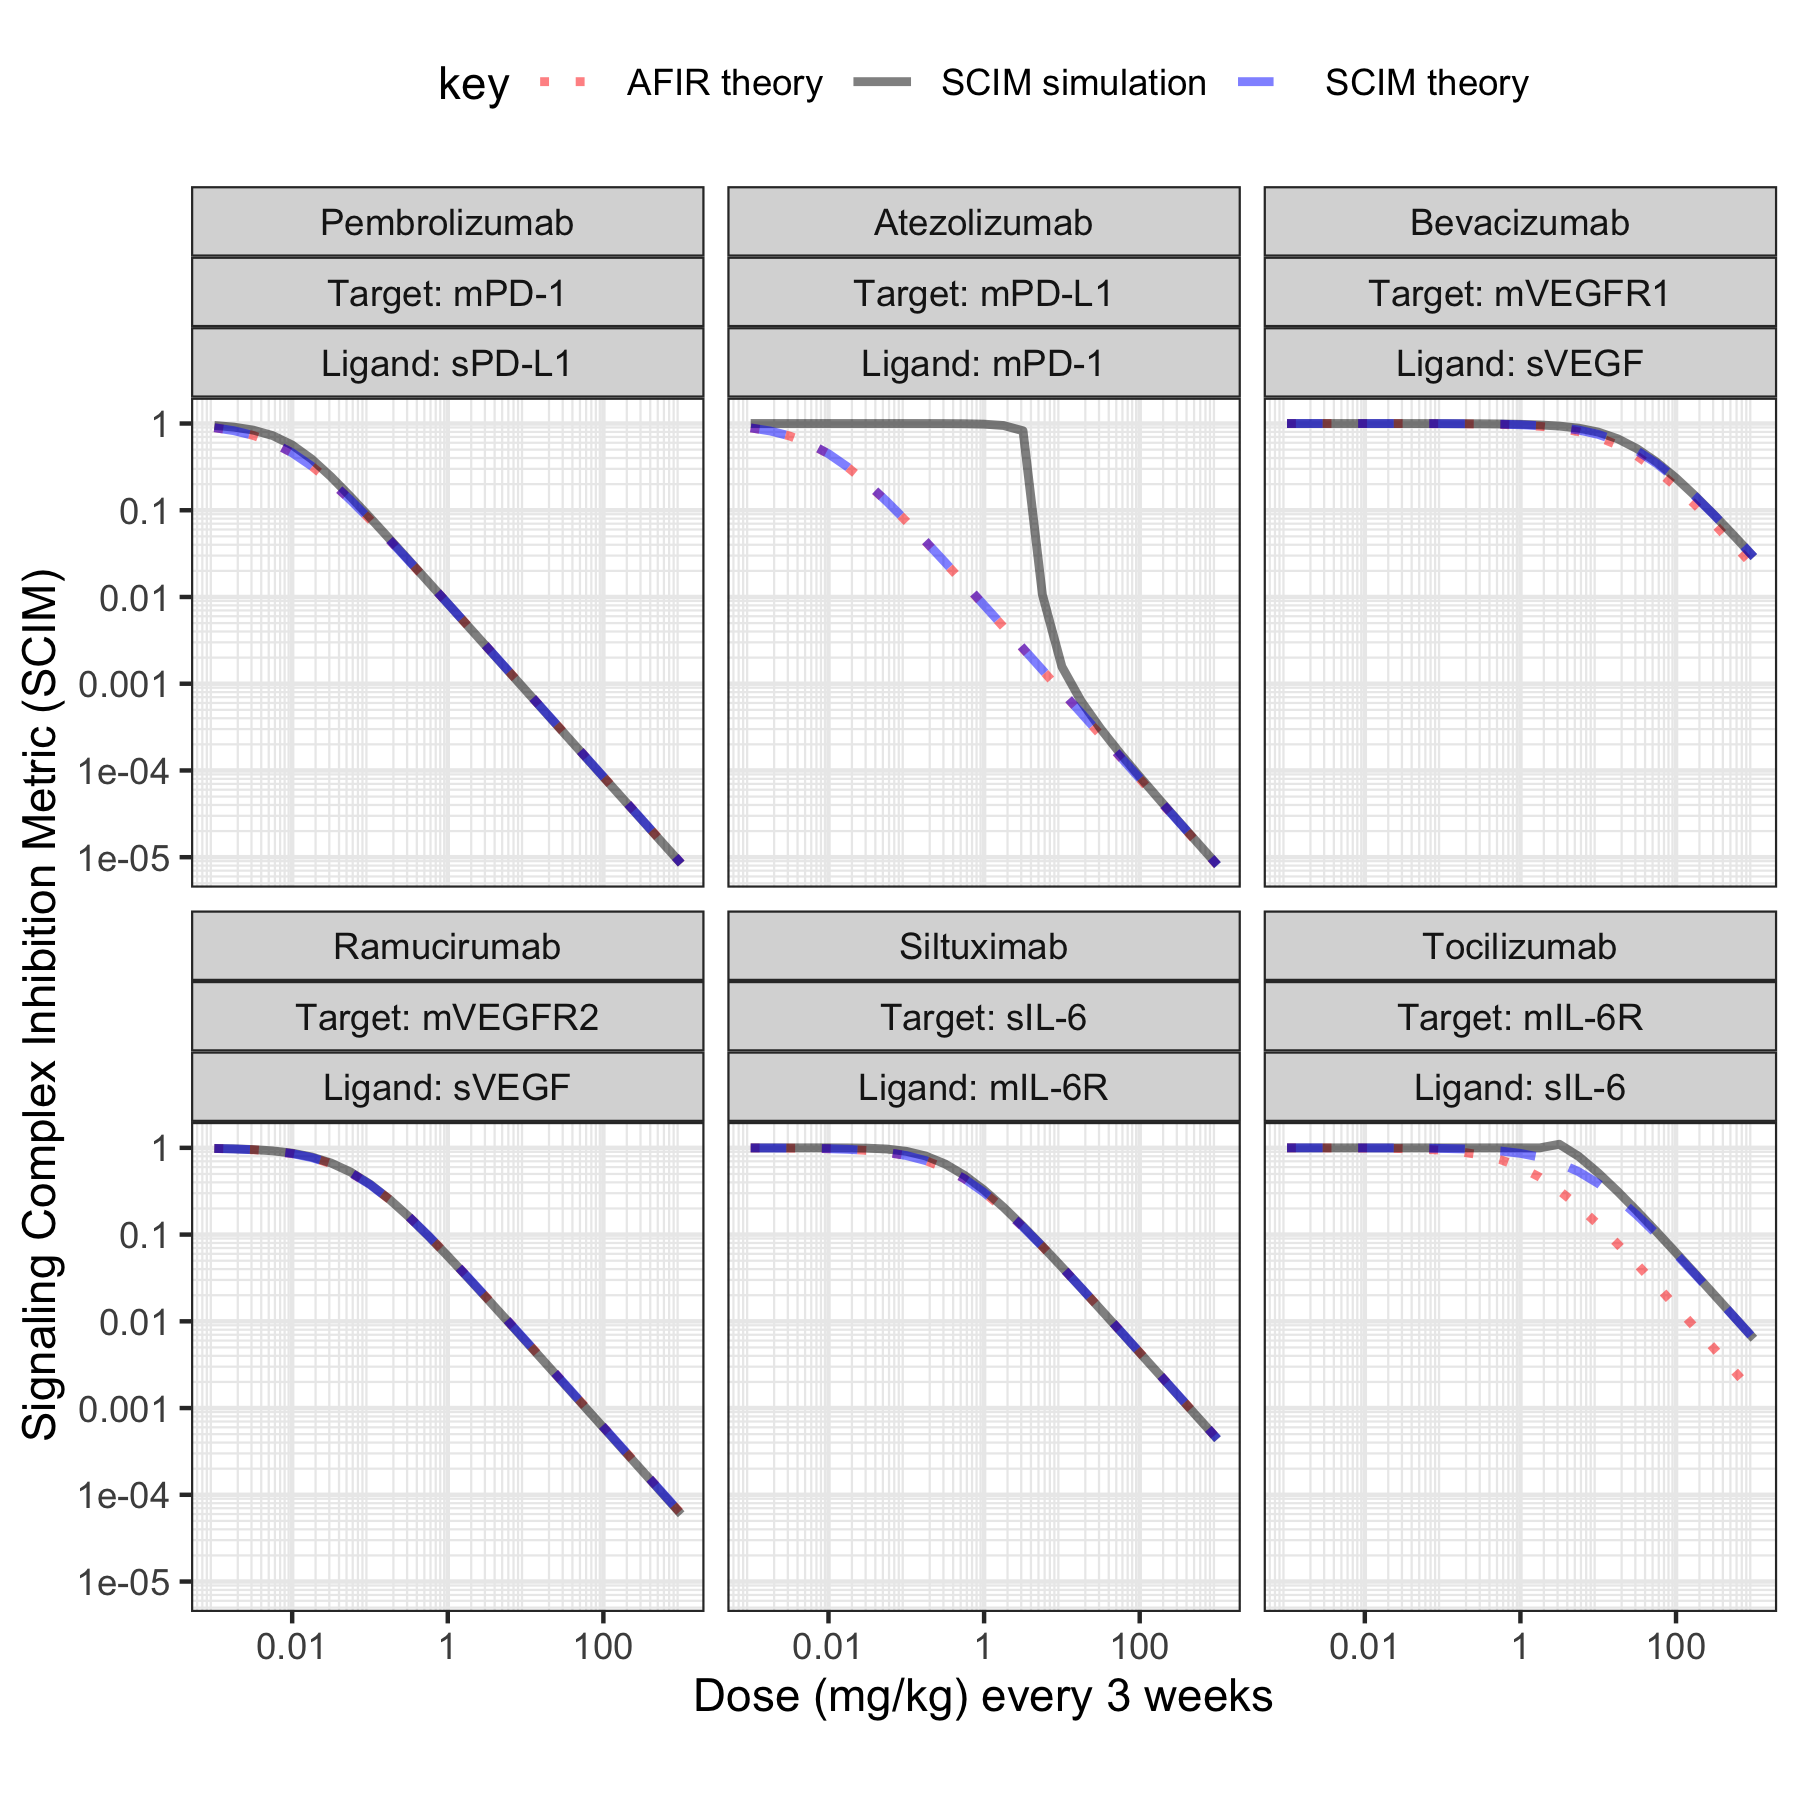 key AFIR theory SCIM simulation SCIM theory
Pembrolizumab
Target: mPD-1
Ligand: sPD-L1
Atezolizumab
Target: mPD-L1
Ligand: mPD-1
Bevacizumab
Target: mVEGFR1
Ligand: sVEGF
1
0.1
0.01
0.001
1e-04
1e-05
Ramucirumab
Target: mVEGFR2
Ligand: sVEGF
Siltuximab
Target: sIL-6
Ligand: mIL-6R
Tocilizumab
Target: mIL-6R
Ligand: sIL-6
1
0.1
0.01
0.001
1e-04
1e-05
0.01 1 100
0.01 1 100
0.01 1 100
Dose (mg/kg) every 3 weeks
Signaling Complex Inhibition Metric (SCIM)